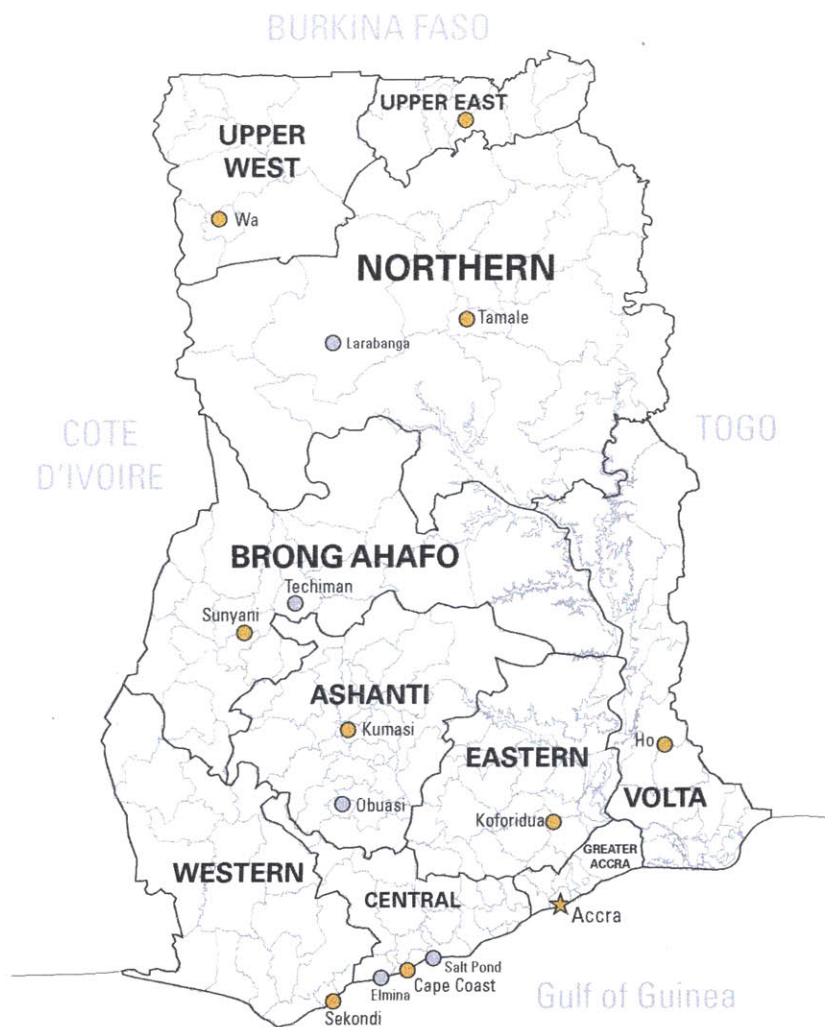 BURKINA FASO
UPPER EAST
UPPER
WEST
Wa
NORTHERN
Tamale
Larabanga
COTE
D'IVOIRE
TOGO
BRONG AHAFO
Techiman
Sunyani
ASHANTI
Kumasi
EASTERN
Ho
Obuasi
Koforidua
VOLTA
GREATER
ACCRA
WESTERN
CENTRAL
Accra
Salt Pond
Cape Coast
Elmina
Sekondi
Gulf of Guinea